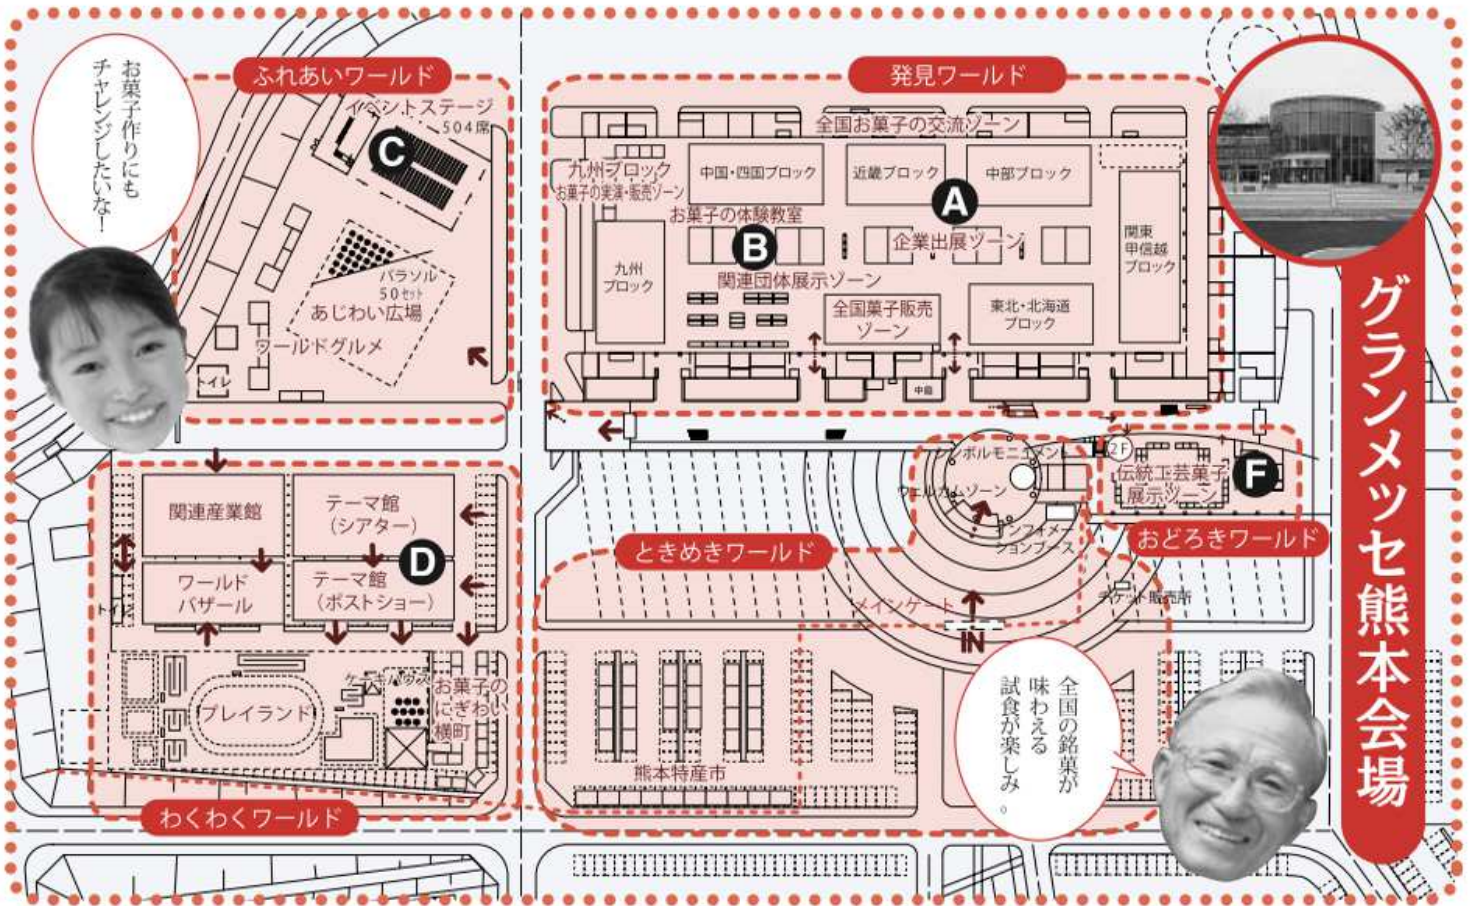 グランメッセ熊本会場
お菓子作りにも
チャレンジしたいな!
ふれあいワールド
イベントステージ
504席
C
パラソル
50セット
あじわい広場
ワールドグルメ
トイレ
発見ワールド
全国お菓子の交流ゾーン
九州ブロック
お菓子の実演・販売ゾーン
中国・四国ブロック
近畿ブロック
中部ブロック
A
お菓子の体験教室
B
企業出展ゾーン
関東
甲信越
ブロック
九州
ブロック
関連団体展示ゾーン
全国菓子販売
ゾーン
東北・北海道
ブロック
中庭
シンボルモニュメント
ウェルカムゾーン
インフォメー
ションブース
2F
伝統工芸菓子
展示ゾーン
F
おどろきワールド
ときめきワールド
メインゲート
IN
チケット販売所
熊本特産市
関連産業館
テーマ館
(シアター)
D
ワールド
バザール
テーマ館
(ポストショー)
トイレ
プレイランド
ケーキハウス
お菓子の
にぎわい
横町
わくわくワールド
全国の銘菓が
味わえる
試食が楽しみ。